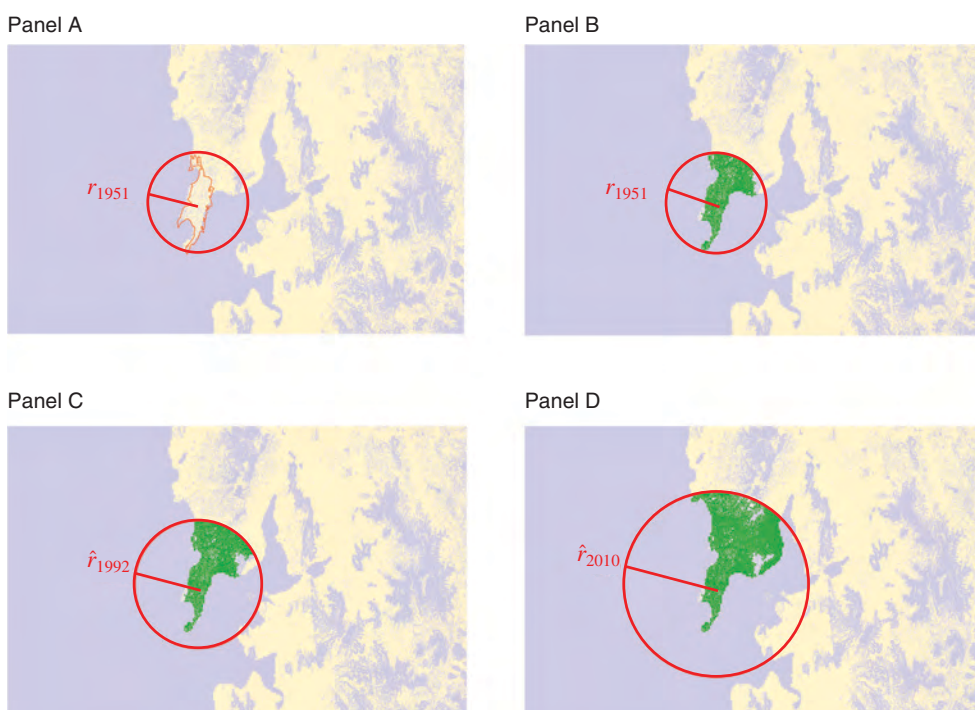 Panel A
Panel B
r1951
r1951
Panel C
Panel D
r̂1992
r̂2010